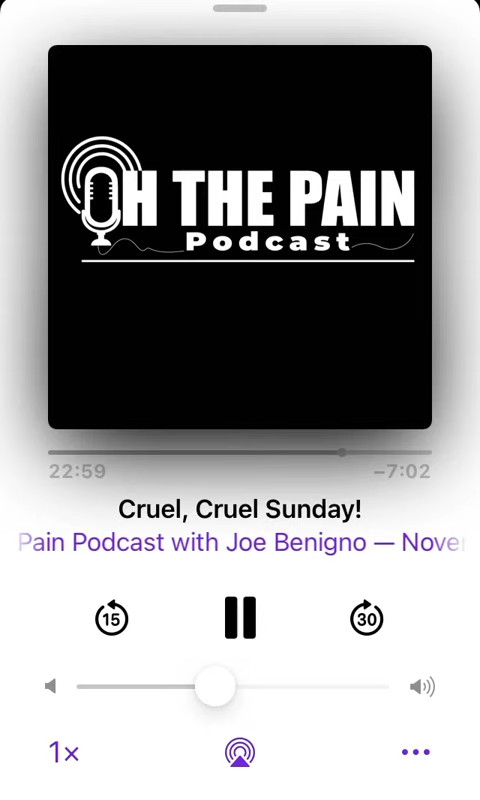 OH THE PAIN
Podcast
22:59
−7:02
Cruel, Cruel Sunday!
Pain Podcast with Joe Benigno — Nover
15
30
1×